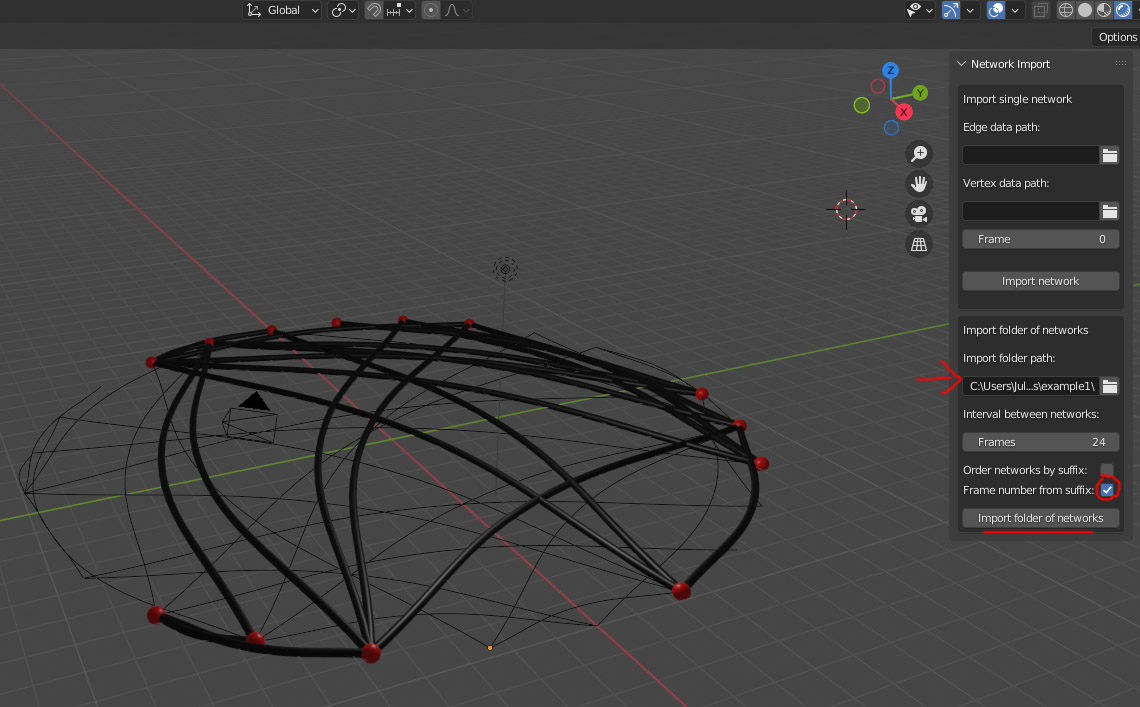 Global
Options
Network Import
Z
Y
X
Import single network
Edge data path:
Vertex data path:
Frame 0
Import network
Import folder of networks
Import folder path:
C:\Users\Jul...s\example1\
Interval between networks:
Frames 24
Order networks by suffix:
Frame number from suffix:
Import folder of networks